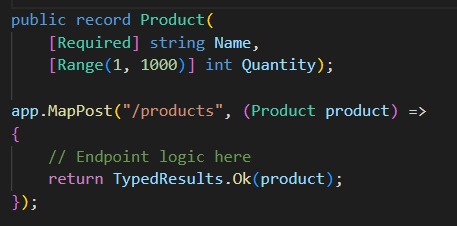 public record Product(
    [Required] string Name,
    [Range(1, 1000)] int Quantity);

app.MapPost("/products", (Product product) =>
{
    // Endpoint logic here
    return TypedResults.Ok(product);
});